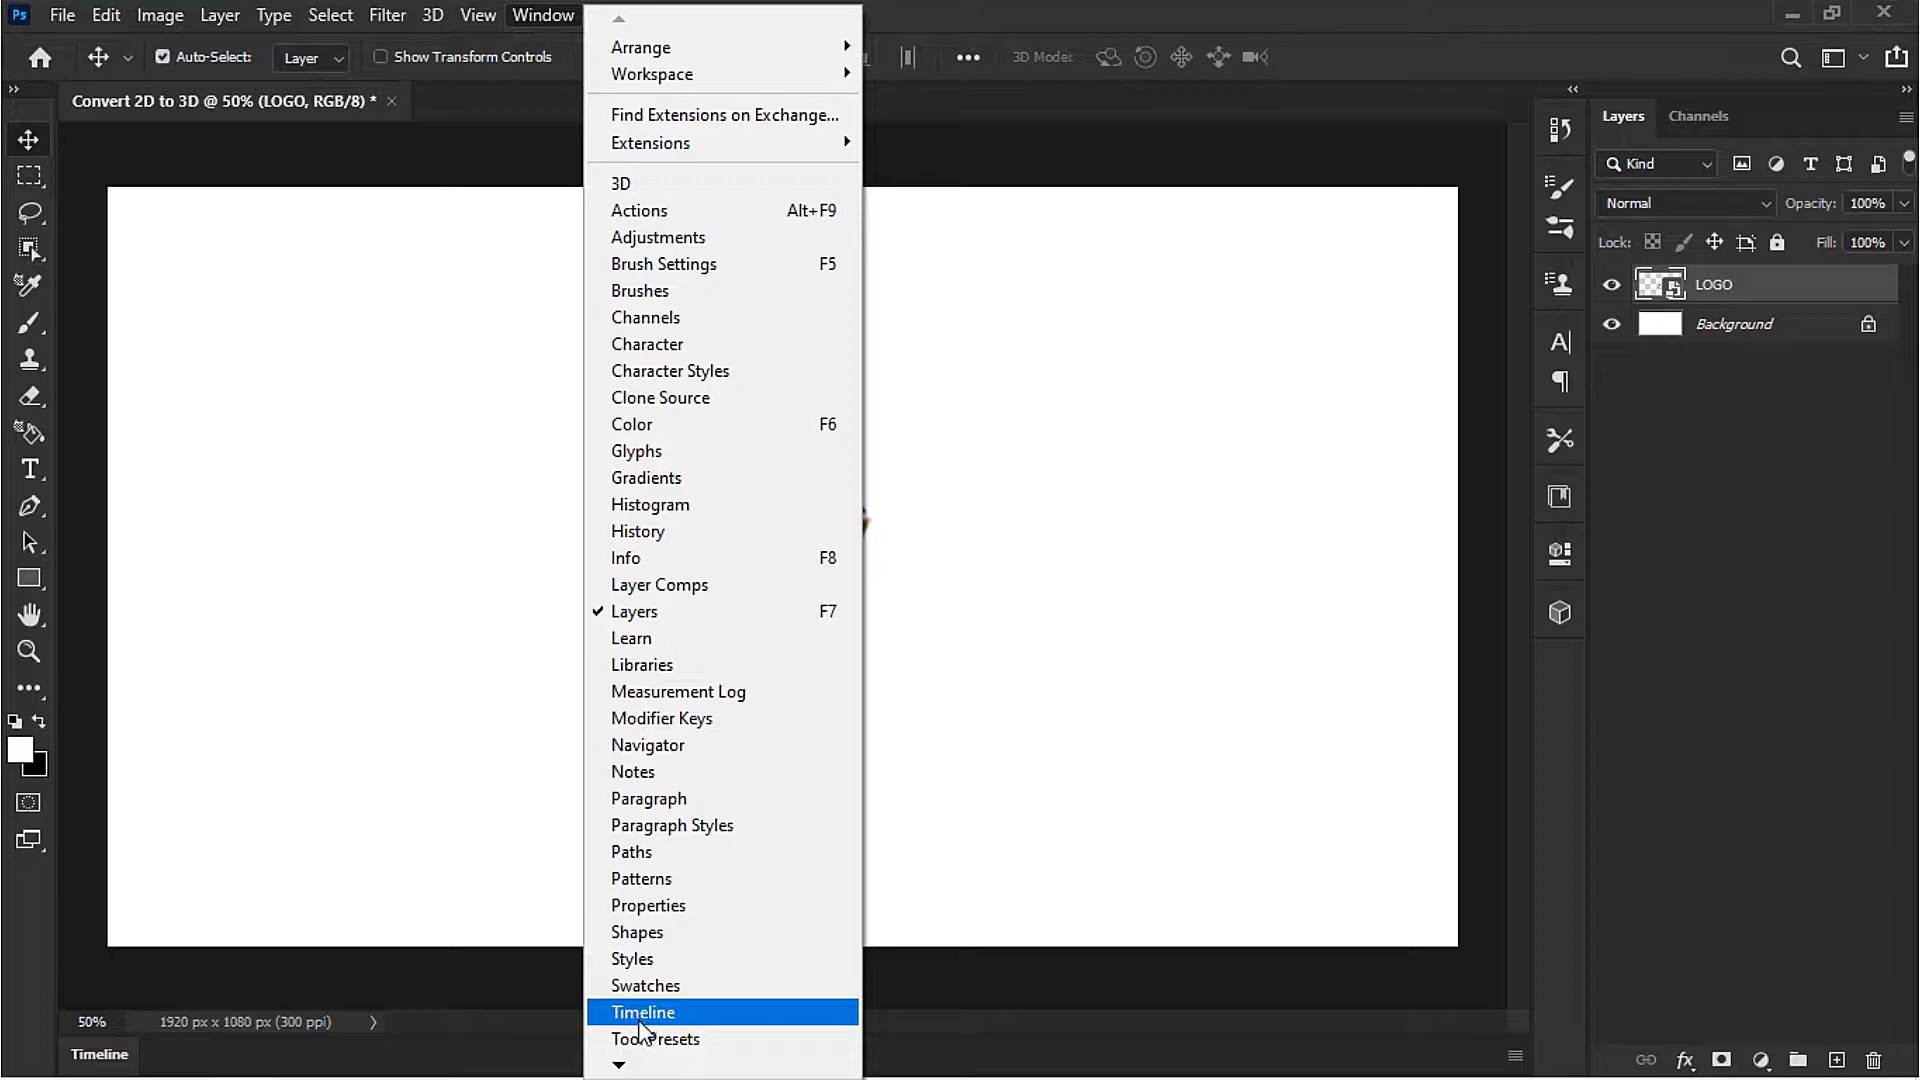 Ps File Edit Image Layer Type Select Filter 3D View Window
Auto-Select: Layer Show Transform Controls 3D Mode:
Convert 2D to 3D @ 50% (LOGO, RGB/8) *
Arrange
Workspace
Find Extensions on Exchange...
Extensions
3D
Actions Alt+F9
Adjustments
Brush Settings F5
Brushes
Channels
Character
Character Styles
Clone Source
Color F6
Glyphs
Gradients
Histogram
History
Info F8
Layer Comps
Layers F7
Learn
Libraries
Measurement Log
Modifier Keys
Navigator
Notes
Paragraph
Paragraph Styles
Paths
Patterns
Properties
Shapes
Styles
Swatches
Timeline
Tool Presets
Layers Channels
Kind
Normal Opacity: 100%
Lock: Fill: 100%
LOGO
Background
50% 1920 px x 1080 px (300 ppi)
Timeline